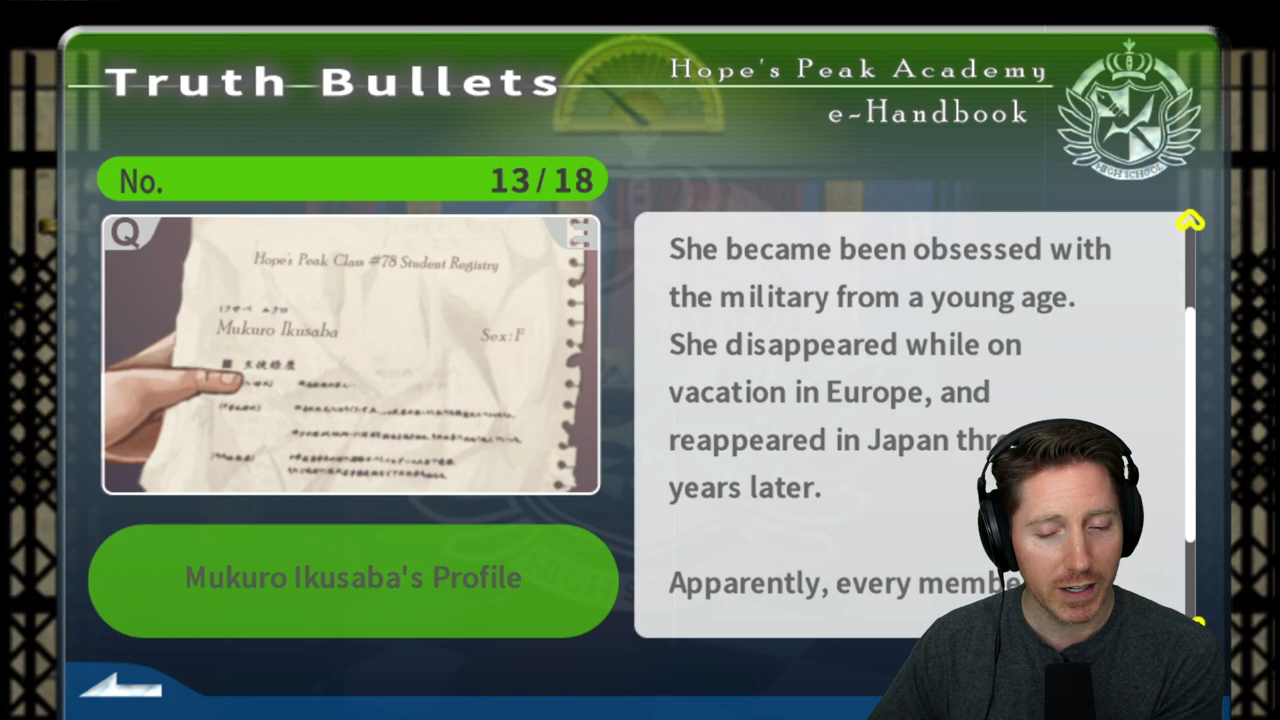 Truth Bullets
Hope's Peak Academy
e-Handbook
HIGH SCHOOL
No. 13/18
Q
Hope's Peak Class #78 Student Registry
Mukuro Ikusaba Sex:F
Mukuro Ikusaba's Profile
She became been obsessed with
the military from a young age.
She disappeared while on
vacation in Europe, and
reappeared in Japan
years later.
Apparently, every